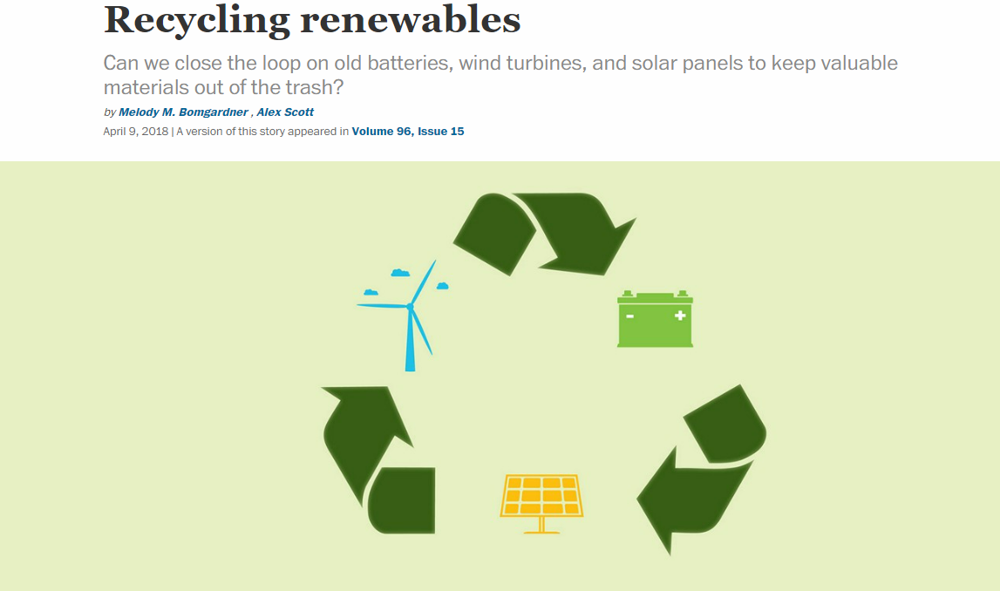 Recycling renewables
Can we close the loop on old batteries, wind turbines, and solar panels to keep valuable
materials out of the trash?
by Melody M. Bomgardner , Alex Scott
April 9, 2018 | A version of this story appeared in Volume 96, Issue 15
- +